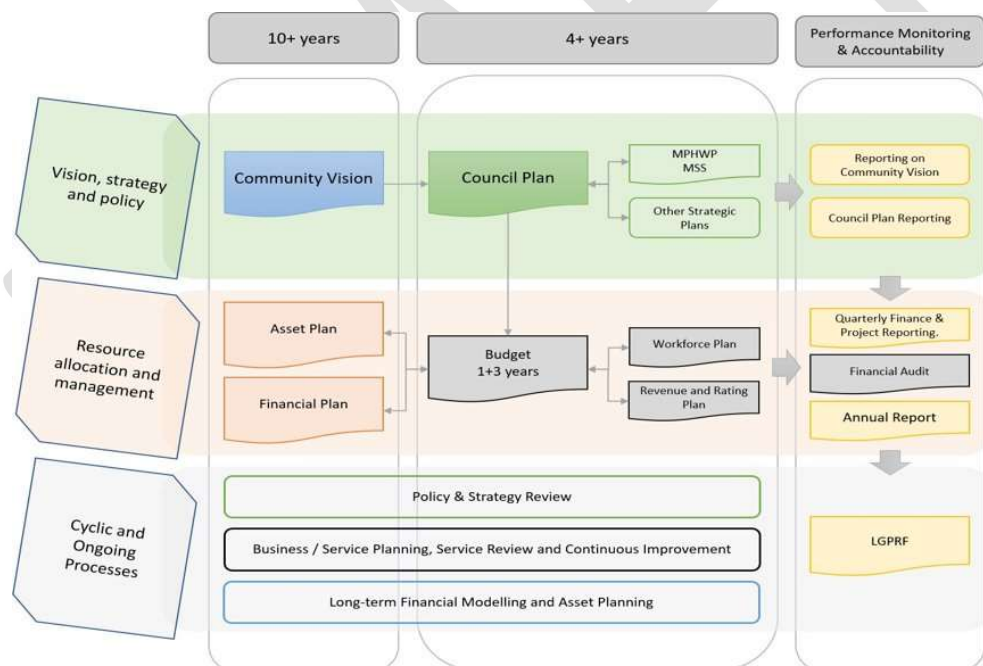 10+ years
4+ years
Performance Monitoring
& Accountability
Vision, strategy
and policy
Community Vision
Council Plan
MPHWP
MSS
Other Strategic
Plans
Reporting on
Community Vision
Council Plan Reporting
Resource
allocation and
management
Asset Plan
Financial Plan
Budget
1+3 years
Workforce Plan
Revenue and Rating
Plan
Quarterly Finance &
Project Reporting.
Financial Audit
Annual Report
Cyclic and
Ongoing
Processes
Policy & Strategy Review
Business / Service Planning, Service Review and Continuous Improvement
Long-term Financial Modelling and Asset Planning
LGPRF